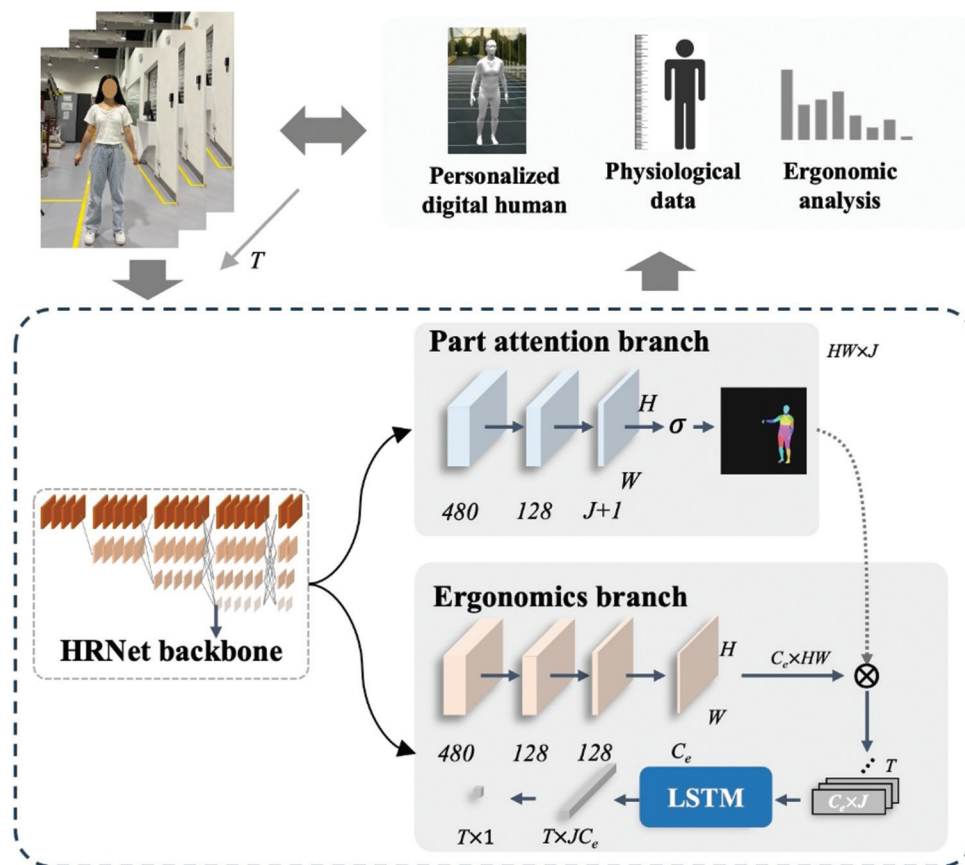 Personalized
digital human
Physiological
data
Ergonomic
analysis
T
Part attention branch
HW×J
H
σ
W
480 128 J+1
HRNet backbone
Ergonomics branch
H
C_e×HW
W
480 128 128 C_e
T
C_e×J
LSTM
T×1 T×JC_e